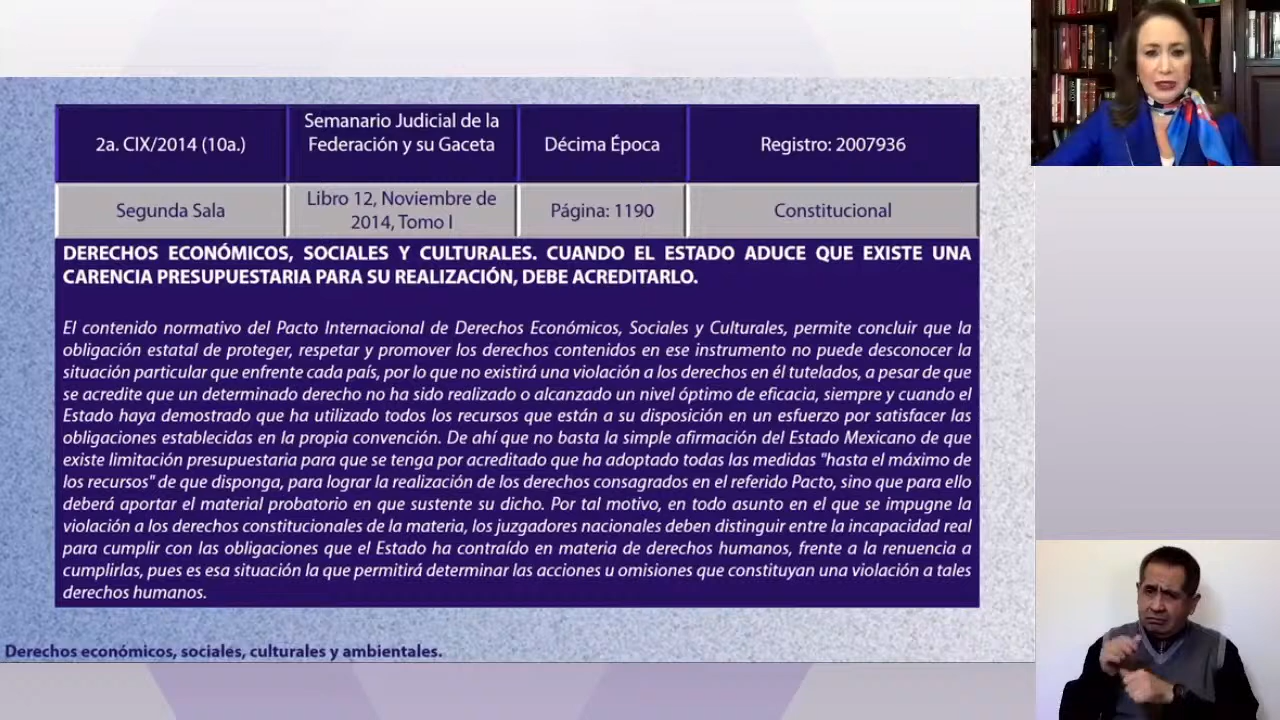 2a. CIX/2014 (10a.)
Semanario Judicial de la
Federación y su Gaceta
Décima Época
Registro: 2007936
Segunda Sala
Libro 12, Noviembre de
2014, Tomo I
Página: 1190
Constitucional
DERECHOS ECONÓMICOS, SOCIALES Y CULTURALES. CUANDO EL ESTADO ADUCE QUE EXISTE UNA
CARENCIA PRESUPUESTARIA PARA SU REALIZACIÓN, DEBE ACREDITARLO.
El contenido normativo del Pacto Internacional de Derechos Económicos, Sociales y Culturales, permite concluir que la
obligación estatal de proteger, respetar y promover los derechos contenidos en ese instrumento no puede desconocer la
situación particular que enfrente cada país, por lo que no existirá una violación a los derechos en él tutelados, a pesar de que
se acredite que un determinado derecho no ha sido realizado o alcanzado un nivel óptimo de eficacia, siempre y cuando el
Estado haya demostrado que ha utilizado todos los recursos que están a su disposición en un esfuerzo por satisfacer las
obligaciones establecidas en la propia convención. De ahí que no basta la simple afirmación del Estado Mexicano de que
existe limitación presupuestaria para que se tenga por acreditado que ha adoptado todas las medidas "hasta el máximo de
los recursos" de que disponga, para lograr la realización de los derechos consagrados en el referido Pacto, sino que para ello
deberá aportar el material probatorio en que sustente su dicho. Por tal motivo, en todo asunto en el que se impugne la
violación a los derechos constitucionales de la materia, los juzgadores nacionales deben distinguir entre la incapacidad real
para cumplir con las obligaciones que el Estado ha contraído en materia de derechos humanos, frente a la renuencia a
cumplirlas, pues es esa situación la que permitirá determinar las acciones u omisiones que constituyan una violación a tales
derechos humanos.
Derechos económicos, sociales, culturales y ambientales.